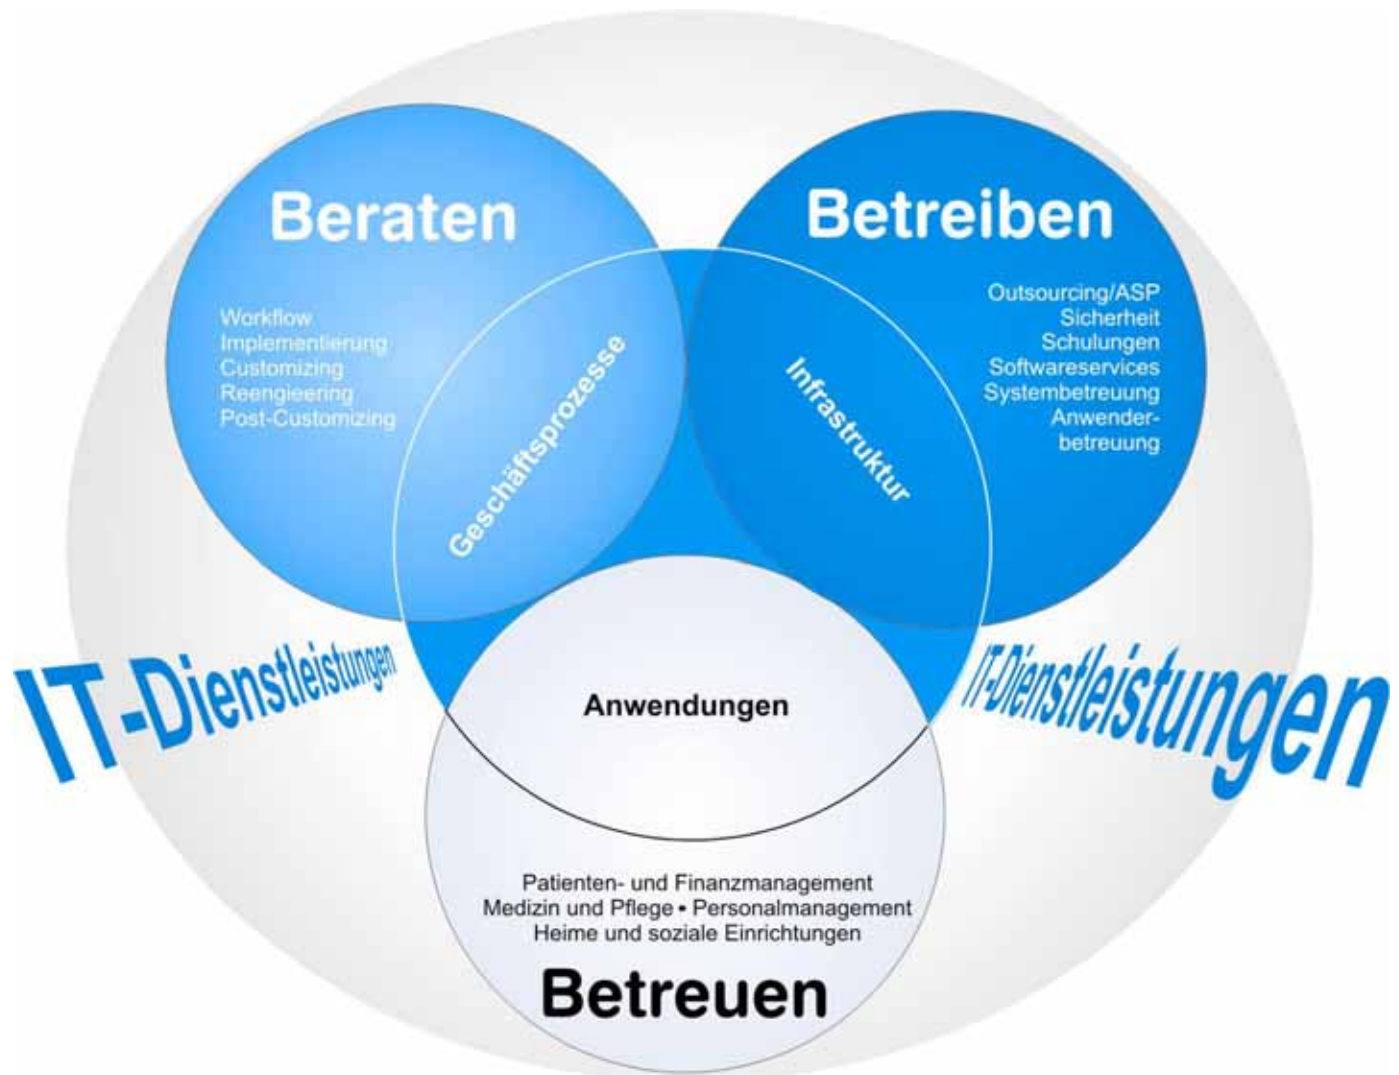 Beraten
Workflow
Implementierung
Customizing
Reengieering
Post-Customizing
Geschäftsprozesse
Betreiben
Outsourcing/ASP
Sicherheit
Schulungen
Softwareservices
Systembetreuung
Anwender-
betreuung
Infrastruktur
IT-Dienstleistungen
IT-Dienstleistungen
Anwendungen
Patienten- und Finanzmanagement
Medizin und Pflege • Personalmanagement
Heime und soziale Einrichtungen
Betreuen